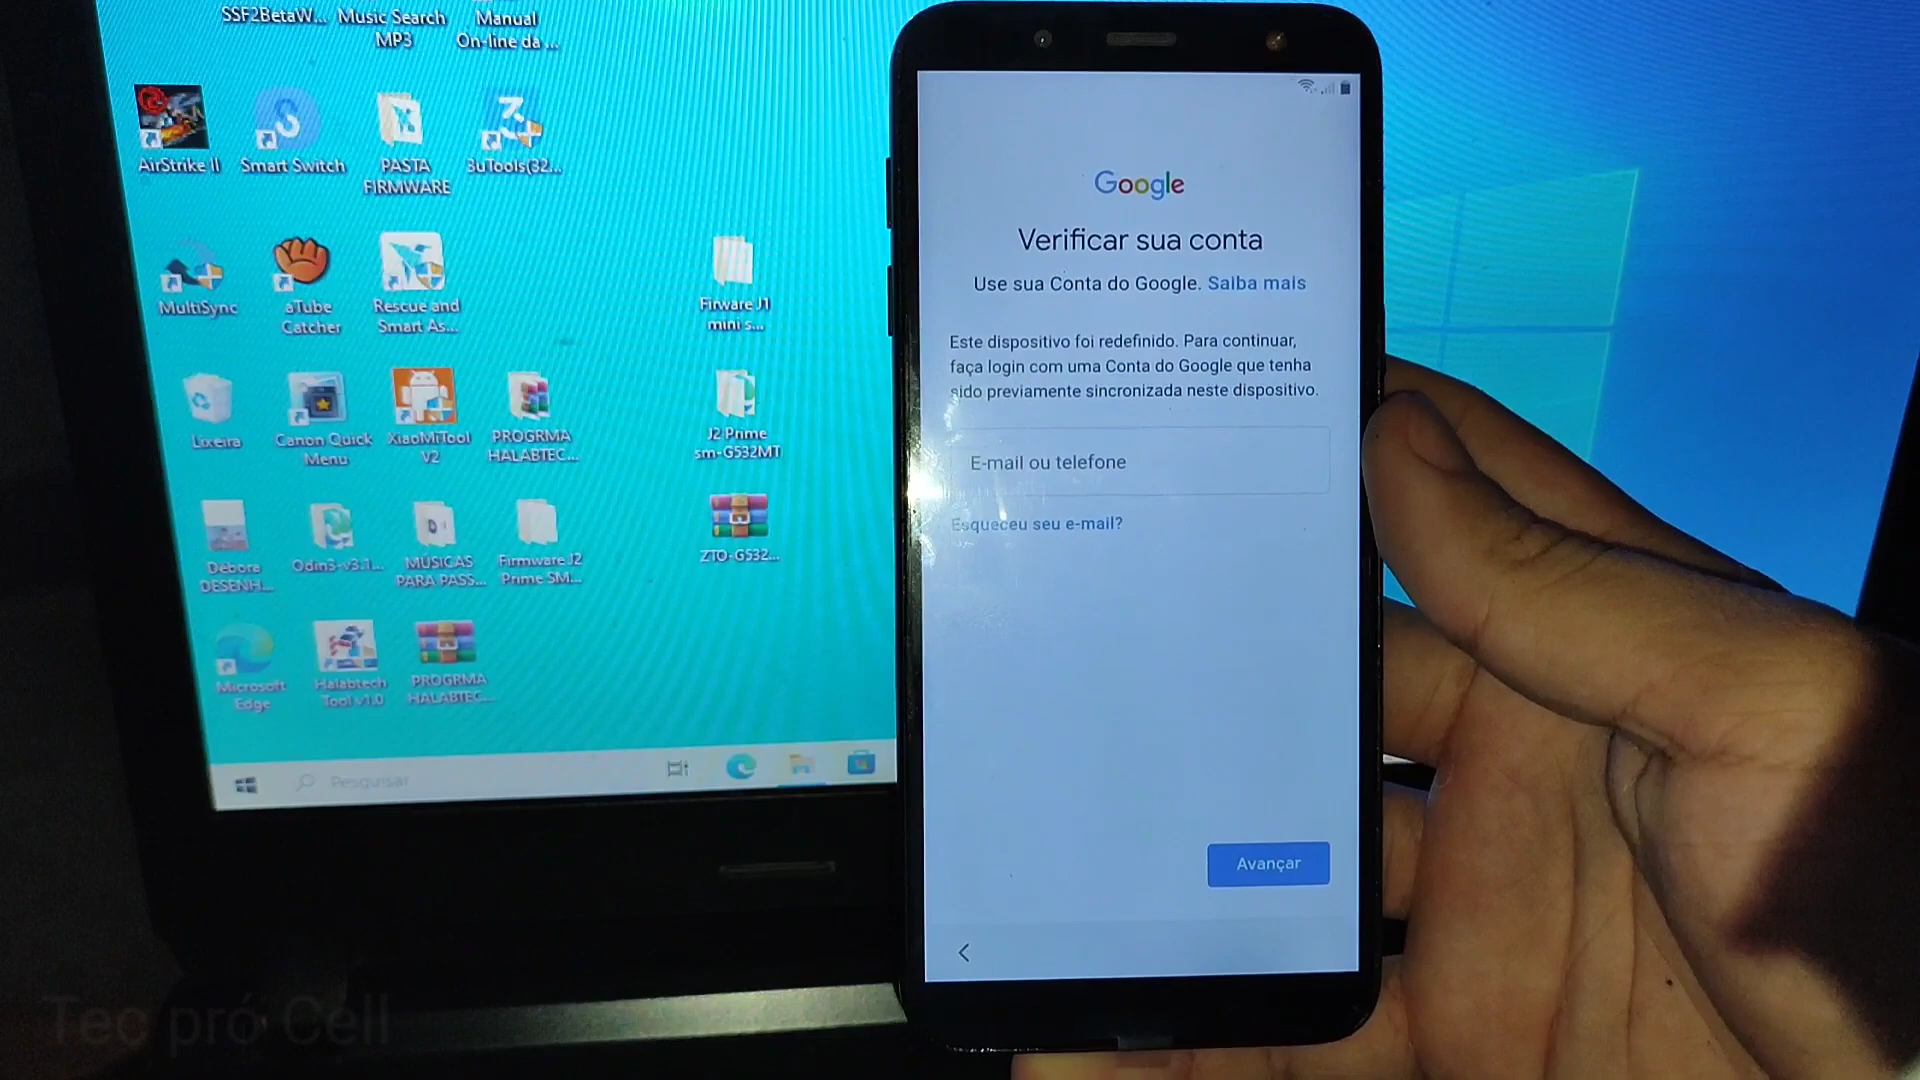 SSF2BetaW...
Music Search
MP3
Manual
On-line da ...
AirStrike II
Smart Switch
PASTA
FIRMWARE
3uTools(32...
MultiSync
aTube
Catcher
Rescue and
Smart As...
Firware J1
mini s...
Lixeira
Canon Quick
Menu
XiaoMiTool
V2
PROGRMA
HALABTEC...
J2 Prime
sm-G532MT
Débora
DESENH...
Odin3-v3.1...
MÚSICAS
PARA PASS...
Firmware J2
Prime SM...
ZTO-G532...
Microsoft
Edge
Halabtech
Tool v1.0
PROGRMA
HALABTEC...
Pesquisar
Google
Verificar sua conta
Use sua Conta do Google. Saiba mais
Este dispositivo foi redefinido. Para continuar,
faça login com uma Conta do Google que tenha
sido previamente sincronizada neste dispositivo.
E-mail ou telefone
Esqueceu seu e-mail?
Avançar
Tec pró Cell